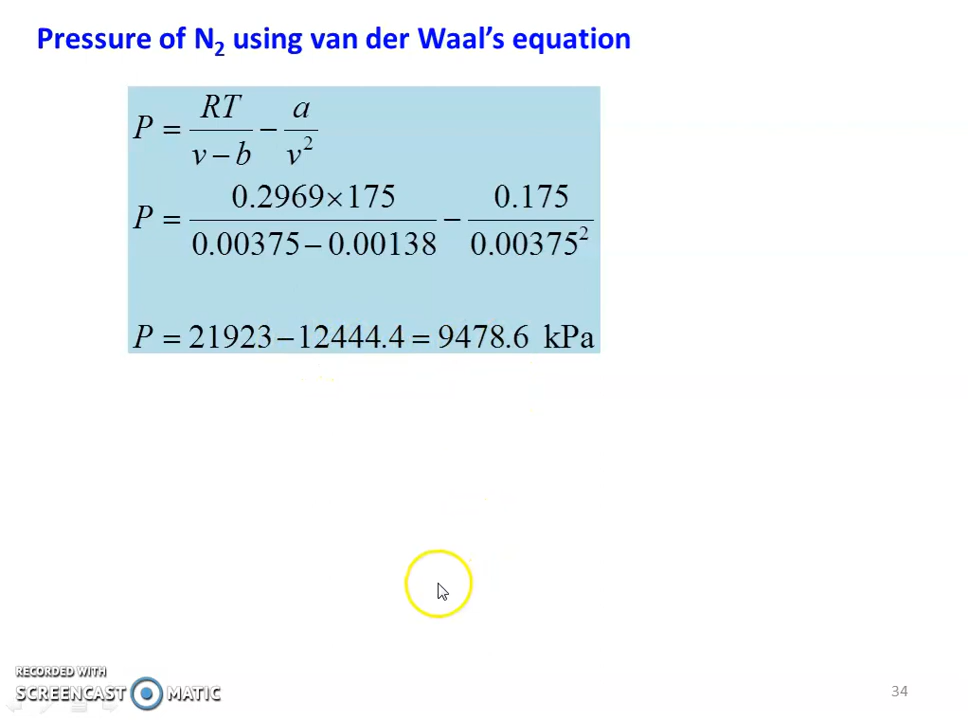 Pressure of N₂ using van der Waal's equation
P = RT/(v − b) − a/v²
P = (0.2969×175)/(0.00375 − 0.00138) − 0.175/0.00375²
P = 21923 − 12444.4 = 9478.6 kPa
RECORDED WITH
SCREENCAST MATIC
34